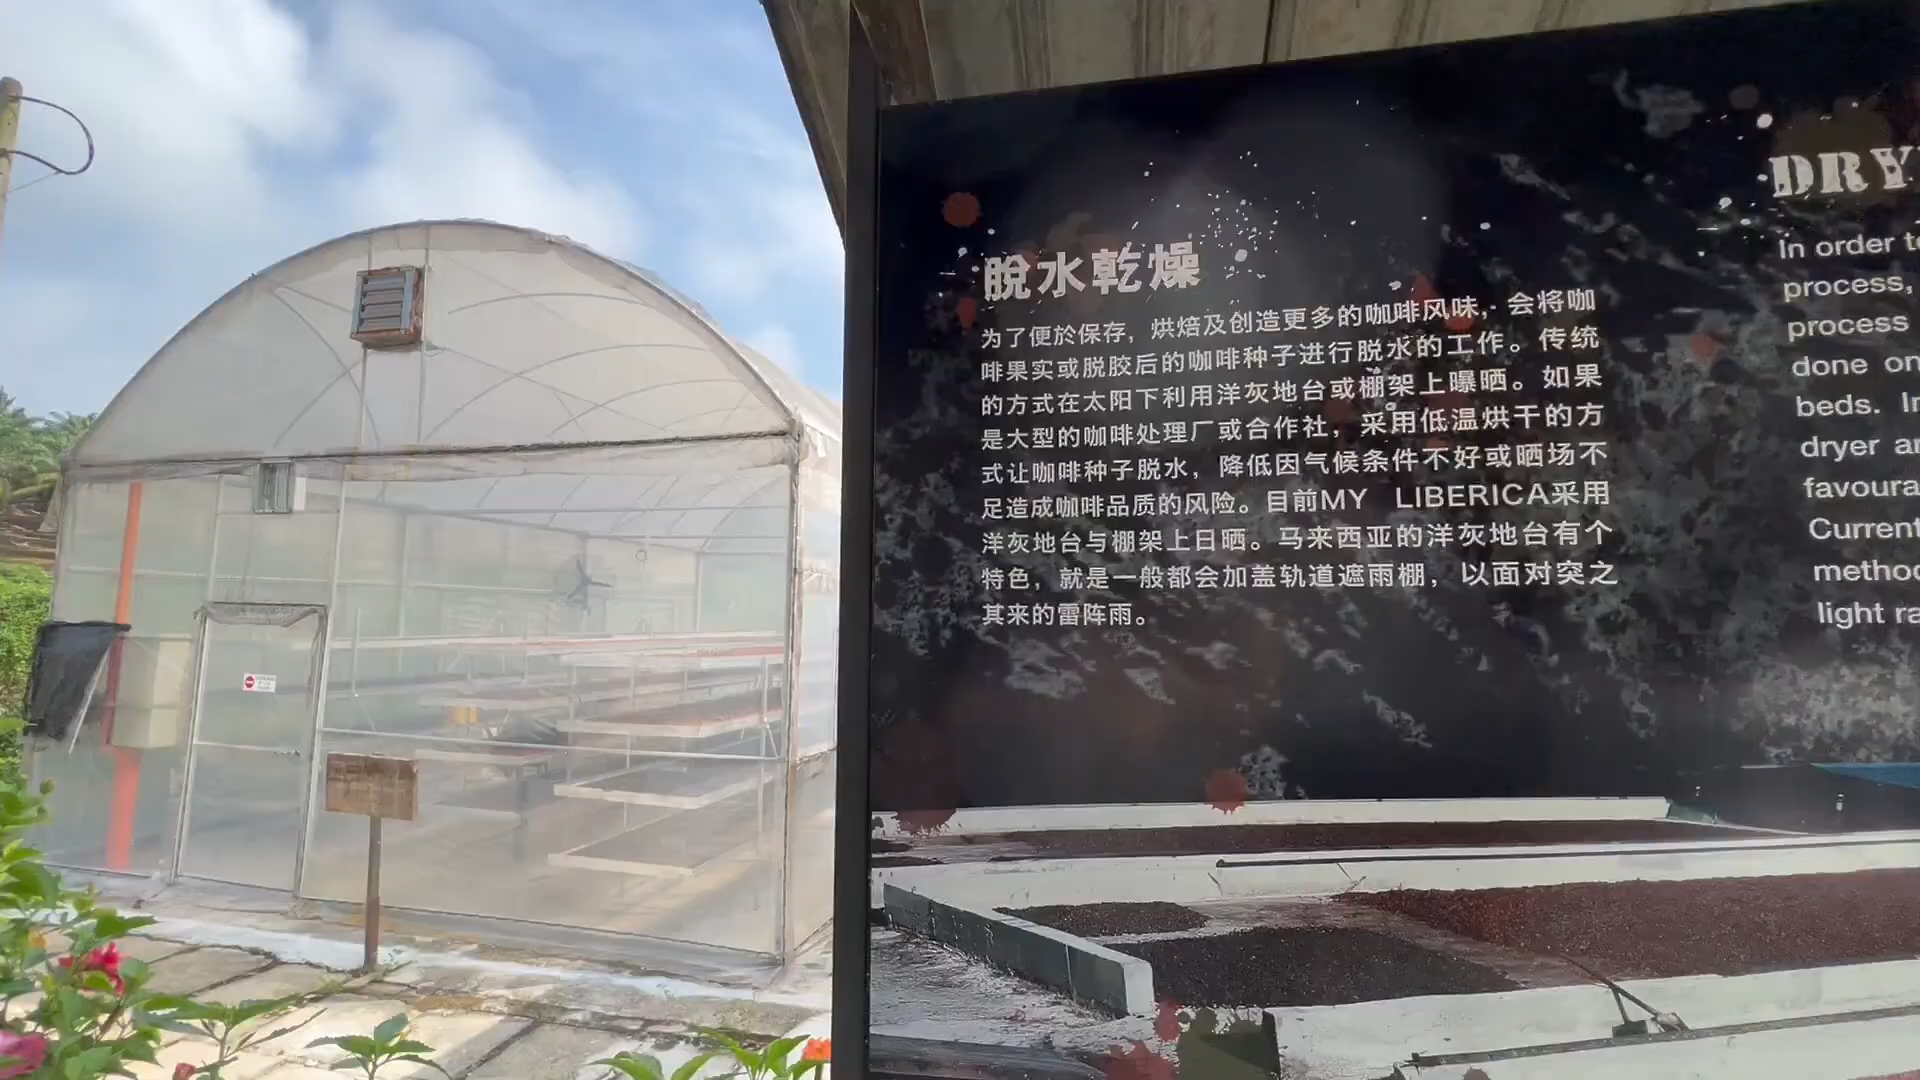 脫水乾燥
为了便於保存，烘焙及创造更多的咖啡风味，会将咖
啡果实或脱胶后的咖啡种子进行脱水的工作。传统
的方式在太阳下利用洋灰地台或棚架上曝晒。如果
是大型的咖啡处理厂或合作社，采用低温烘干的方
式让咖啡种子脱水，降低因气候条件不好或晒场不
足造成咖啡品质的风险。目前MY LIBERICA采用
洋灰地台与棚架上日晒。马来西亚的洋灰地台有个
特色，就是一般都会加盖轨道遮雨棚，以面对突之
其来的雷阵雨。
DRY
In order
process,
process
done on
beds.
dryer
Current
light